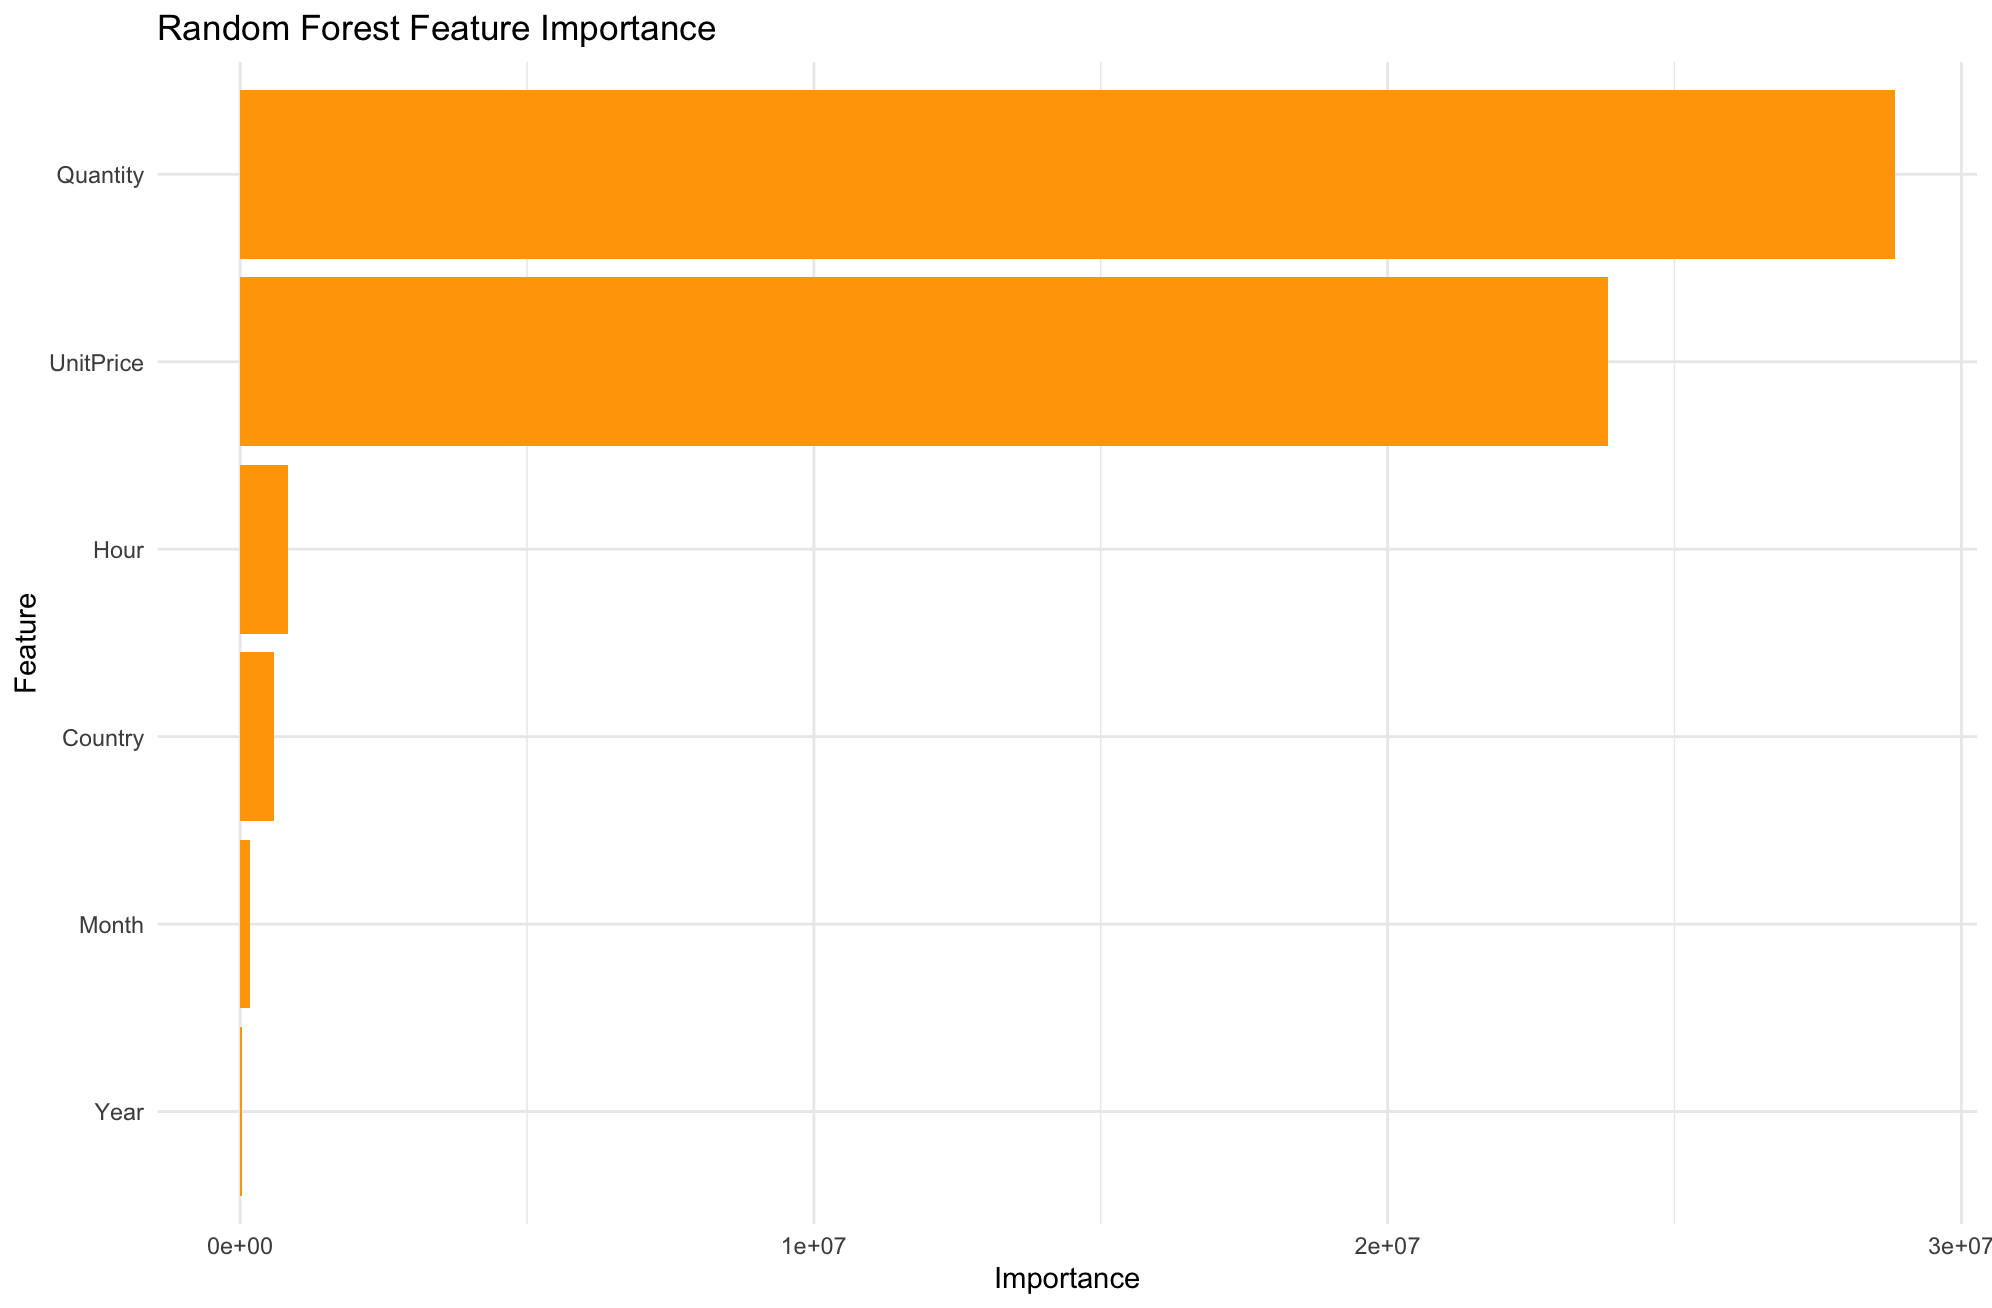 Random Forest Feature Importance
Quantity
UnitPrice
Hour
Country
Month
Year
Feature
0e+00
1e+07
2e+07
3e+07
Importance